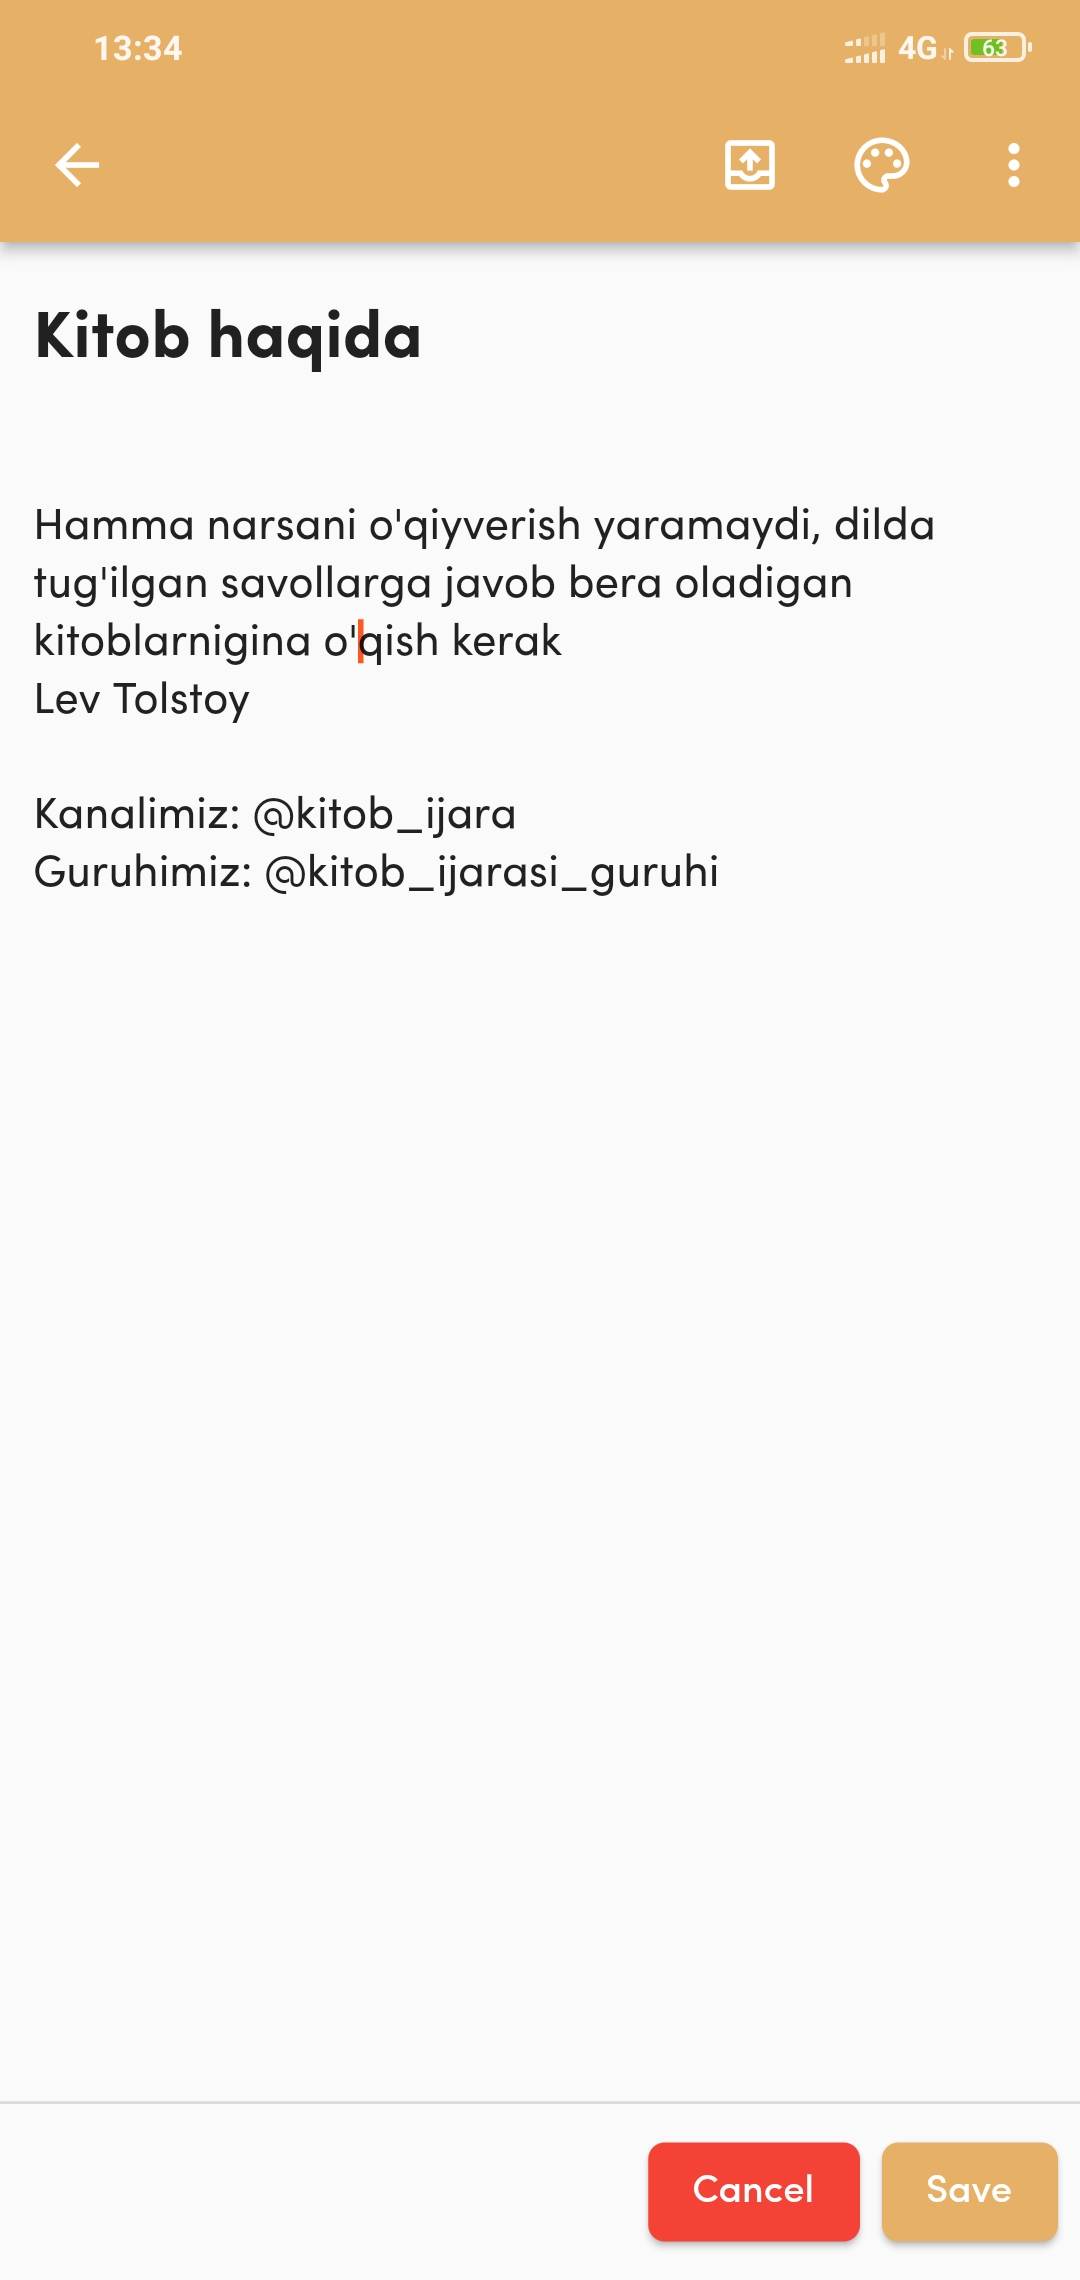 13:34
4G 63
Kitob haqida
Hamma narsani o'qiyverish yaramaydi, dilda
tug'ilgan savollarga javob bera oladigan
kitoblarnigina o'qish kerak
Lev Tolstoy
Kanalimiz: @kitob_ijara
Guruhimiz: @kitob_ijarasi_guruhi
Cancel Save